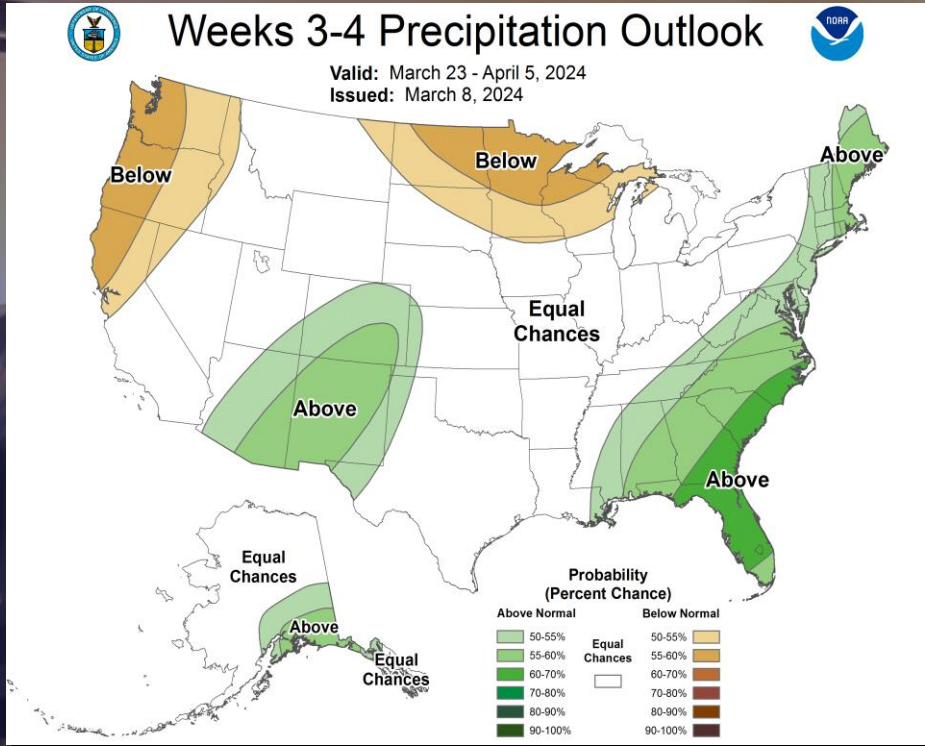 Weeks 3-4 Precipitation Outlook
NOAA
Valid: March 23 - April 5, 2024
Issued: March 8, 2024
Below
Below
Above
Equal
Chances
Above
Above
Equal
Chances
Above
Equal
Chances
Probability
(Percent Chance)
Above Normal
Below Normal
50-55%
55-60%
60-70%
70-80%
80-90%
90-100%
Equal
Chances
50-55%
55-60%
60-70%
70-80%
80-90%
90-100%